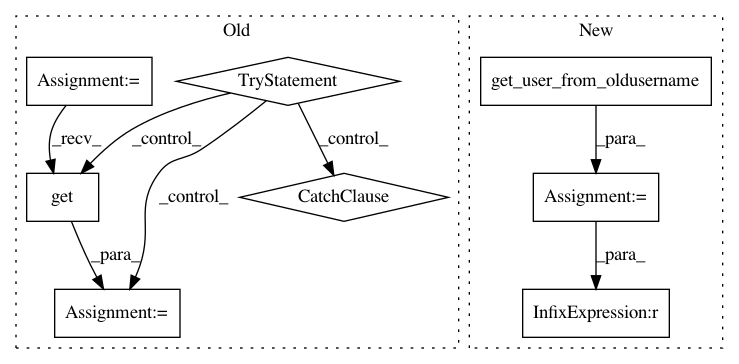 Old
New
Assignment:=
TryStatement
get_user_from_oldusername
_recv_
_control_
_control_
_para_
get
_control_
CatchClause
Assignment:=
_para_
_para_
Assignment:=
InfixExpression:r